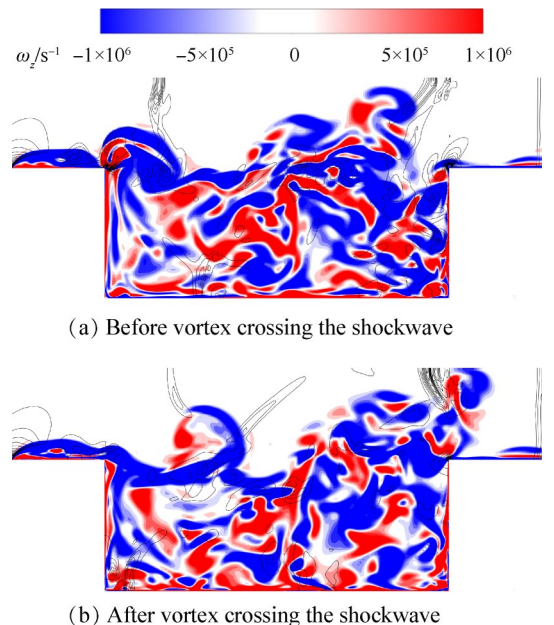 ω_z/s⁻¹ −1×10⁶ −5×10⁵ 0 5×10⁵ 1×10⁶
(a) Before vortex crossing the shockwave
(b) After vortex crossing the shockwave